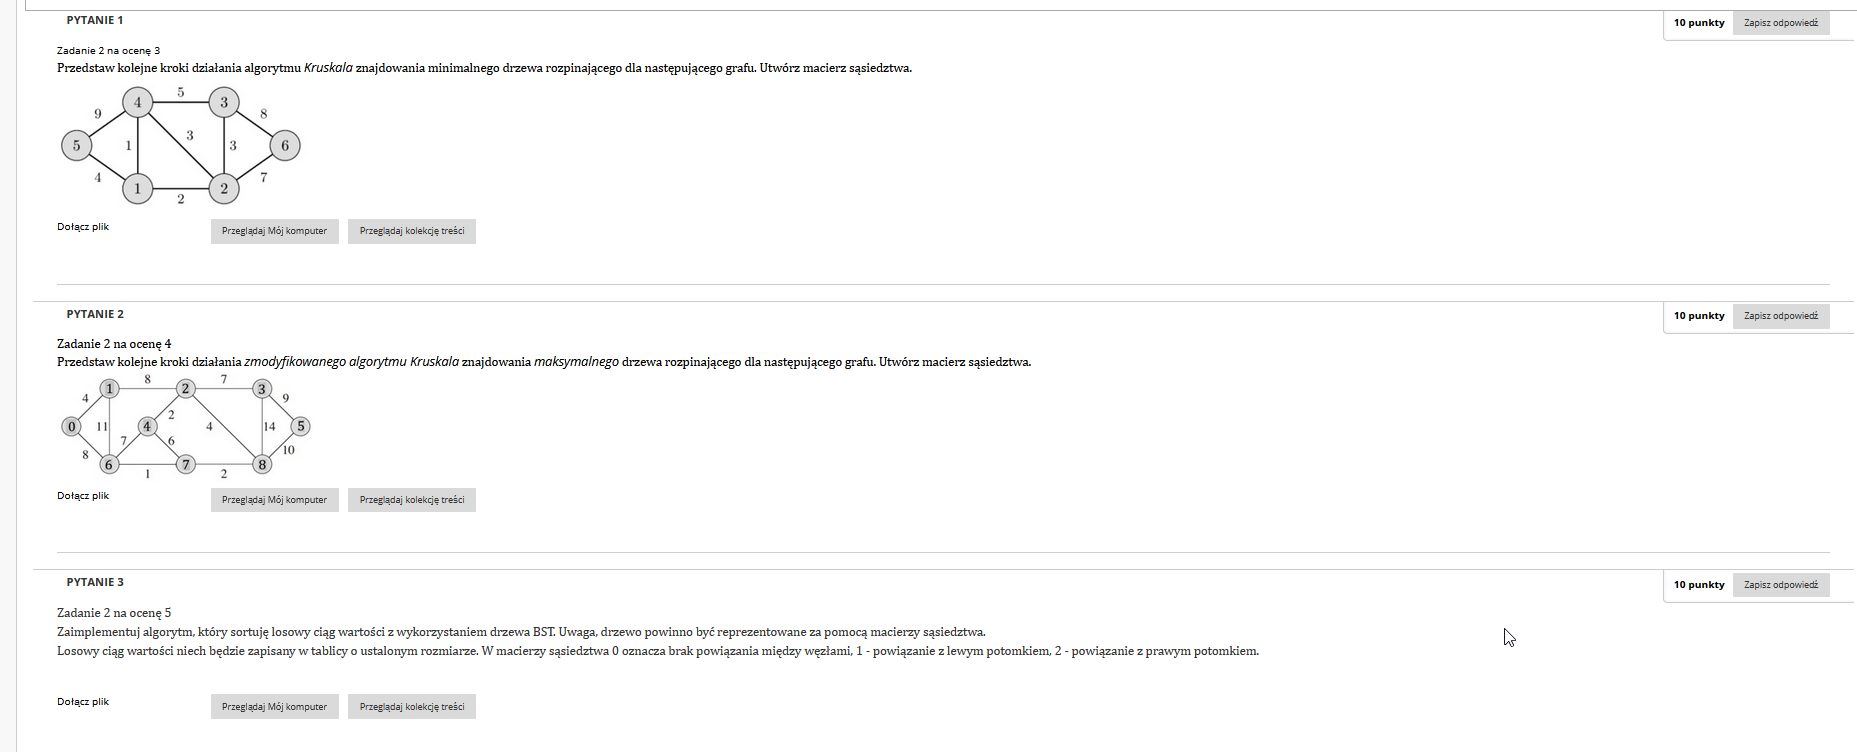 PYTANIE 1
10 punkty Zapisz odpowiedź
Zadanie 2 na ocenę 3
Przedstaw kolejne kroki działania algorytmu Kruskala znajdowania minimalnego drzewa rozpinającego dla następującego grafu. Utwórz macierz sąsiedztwa.
5
4 3
9 8
3
5 1 3 6
4 7
1 2
2
Dołącz plik Przeglądaj Mój komputer Przeglądaj kolekcję treści
PYTANIE 2
10 punkty Zapisz odpowiedź
Zadanie 2 na ocenę 4
Przedstaw kolejne kroki działania zmodyfikowanego algorytmu Kruskala znajdowania maksymalnego drzewa rozpinającego dla następującego grafu. Utwórz macierz sąsiedztwa.
8 7
1 2 3
4 9
2
0 11 4 4 14 5
7 6
8 10
6 7 8
1 2
Dołącz plik Przeglądaj Mój komputer Przeglądaj kolekcję treści
PYTANIE 3
10 punkty Zapisz odpowiedź
Zadanie 2 na ocenę 5
Zaimplementuj algorytm, który sortuję losowy ciąg wartości z wykorzystaniem drzewa BST. Uwaga, drzewo powinno być reprezentowane za pomocą macierzy sąsiedztwa.
Losowy ciąg wartości niech będzie zapisany w tablicy o ustalonym rozmiarze. W macierzy sąsiedztwa 0 oznacza brak powiązania między węzłami, 1 - powiązanie z lewym potomkiem, 2 - powiązanie z prawym potomkiem.
Dołącz plik Przeglądaj Mój komputer Przeglądaj kolekcję treści